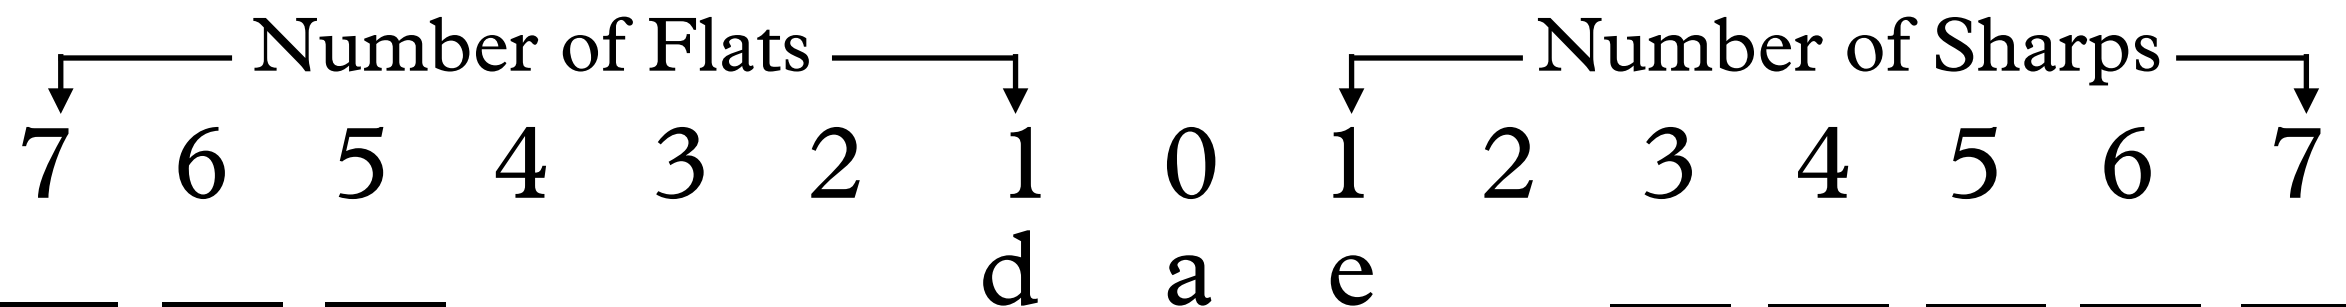 Number of Flats Number of Sharps
7 6 5 4 3 2 1 0 1 2 3 4 5 6 7
d a e